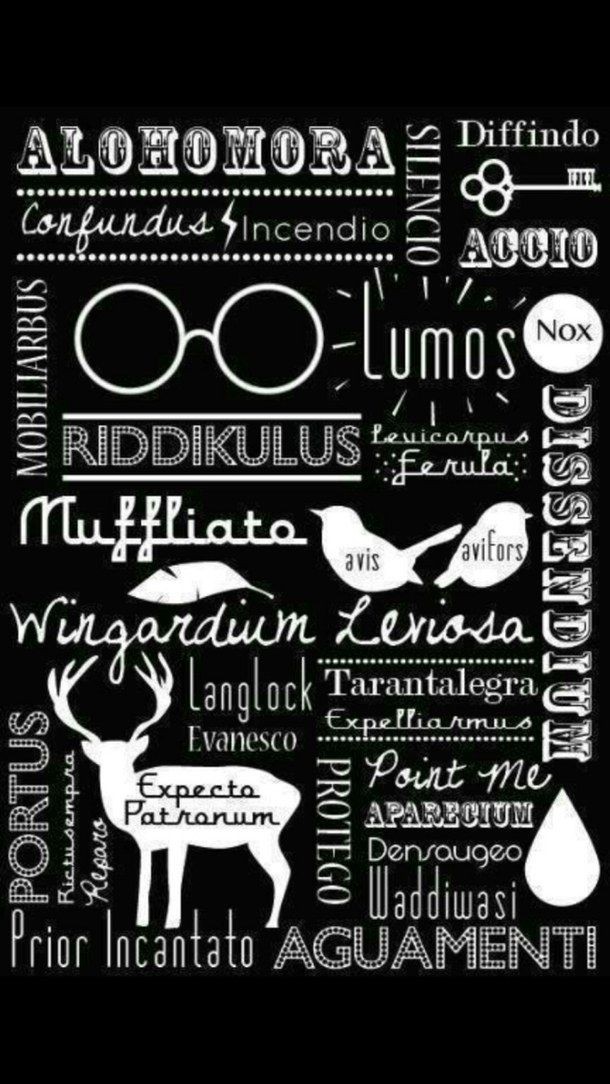 ALOHOMORA
SILENCIO
Diffindo
Confundus
Incendio
ACCIO
MOBILIARBUS
Lumos
Nox
RIDDIKULUS
Levicorpus
Ferula
DISSENDIUM
Muffliato
avis
avifors
Wingardium Leviosa
Langlock
Evanesco
Tarantalegra
Expelliarmus
PORTUS
Rictusempra
Reparo
Expecto
Patronum
PROTEGO
Point Me
APARECIUM
Densaugeo
Waddiwasi
Prior Incantato
AGUAMENTI